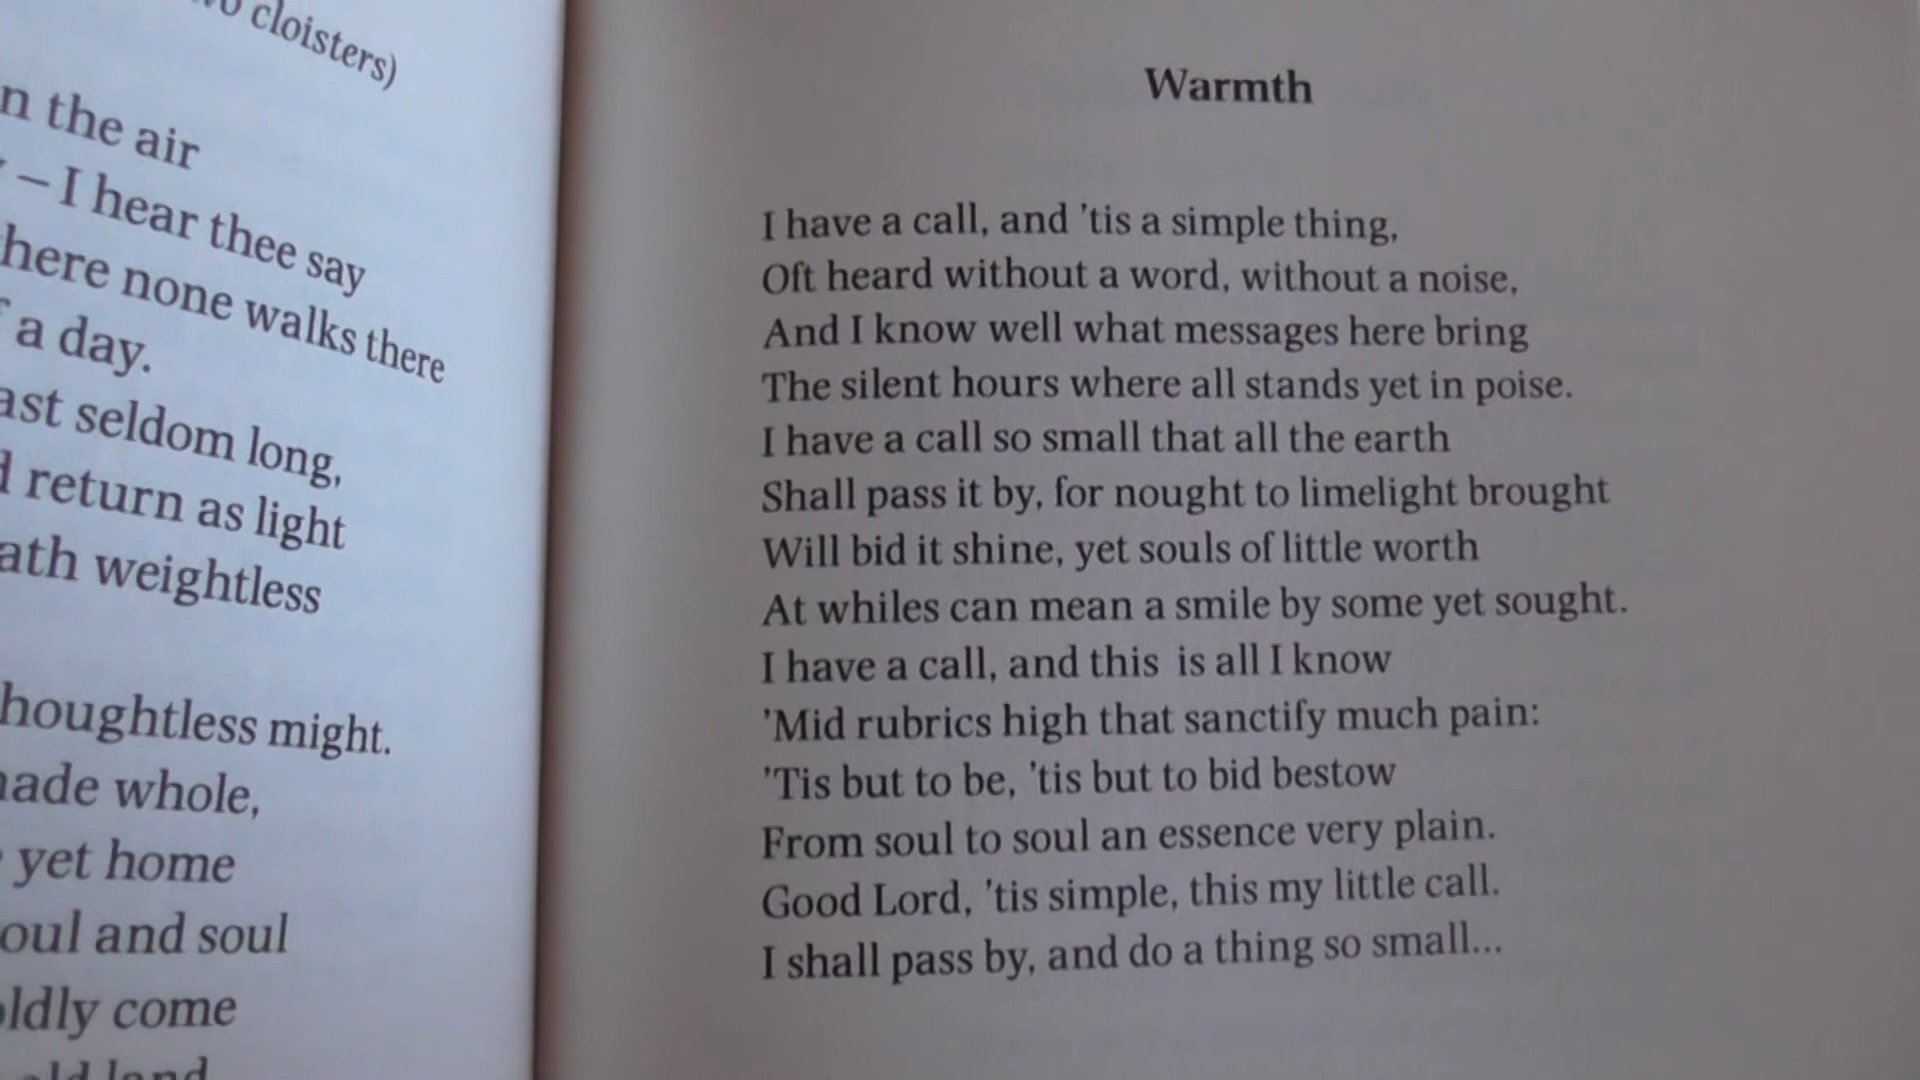 cloisters)
the air
– I hear thee say
none walks there
a day.
seldom long,
return as light
weightless
might.
whole,
yet home
and soul
come
Warmth
I have a call, and 'tis a simple thing,
Oft heard without a word, without a noise,
And I know well what messages here bring
The silent hours where all stands yet in poise.
I have a call so small that all the earth
Shall pass it by, for nought to limelight brought
Will bid it shine, yet souls of little worth
At whiles can mean a smile by some yet sought.
I have a call, and this is all I know
'Mid rubrics high that sanctify much pain:
'Tis but to be, 'tis but to bid bestow
From soul to soul an essence very plain.
Good Lord, 'tis simple, this my little call.
I shall pass by, and do a thing so small...